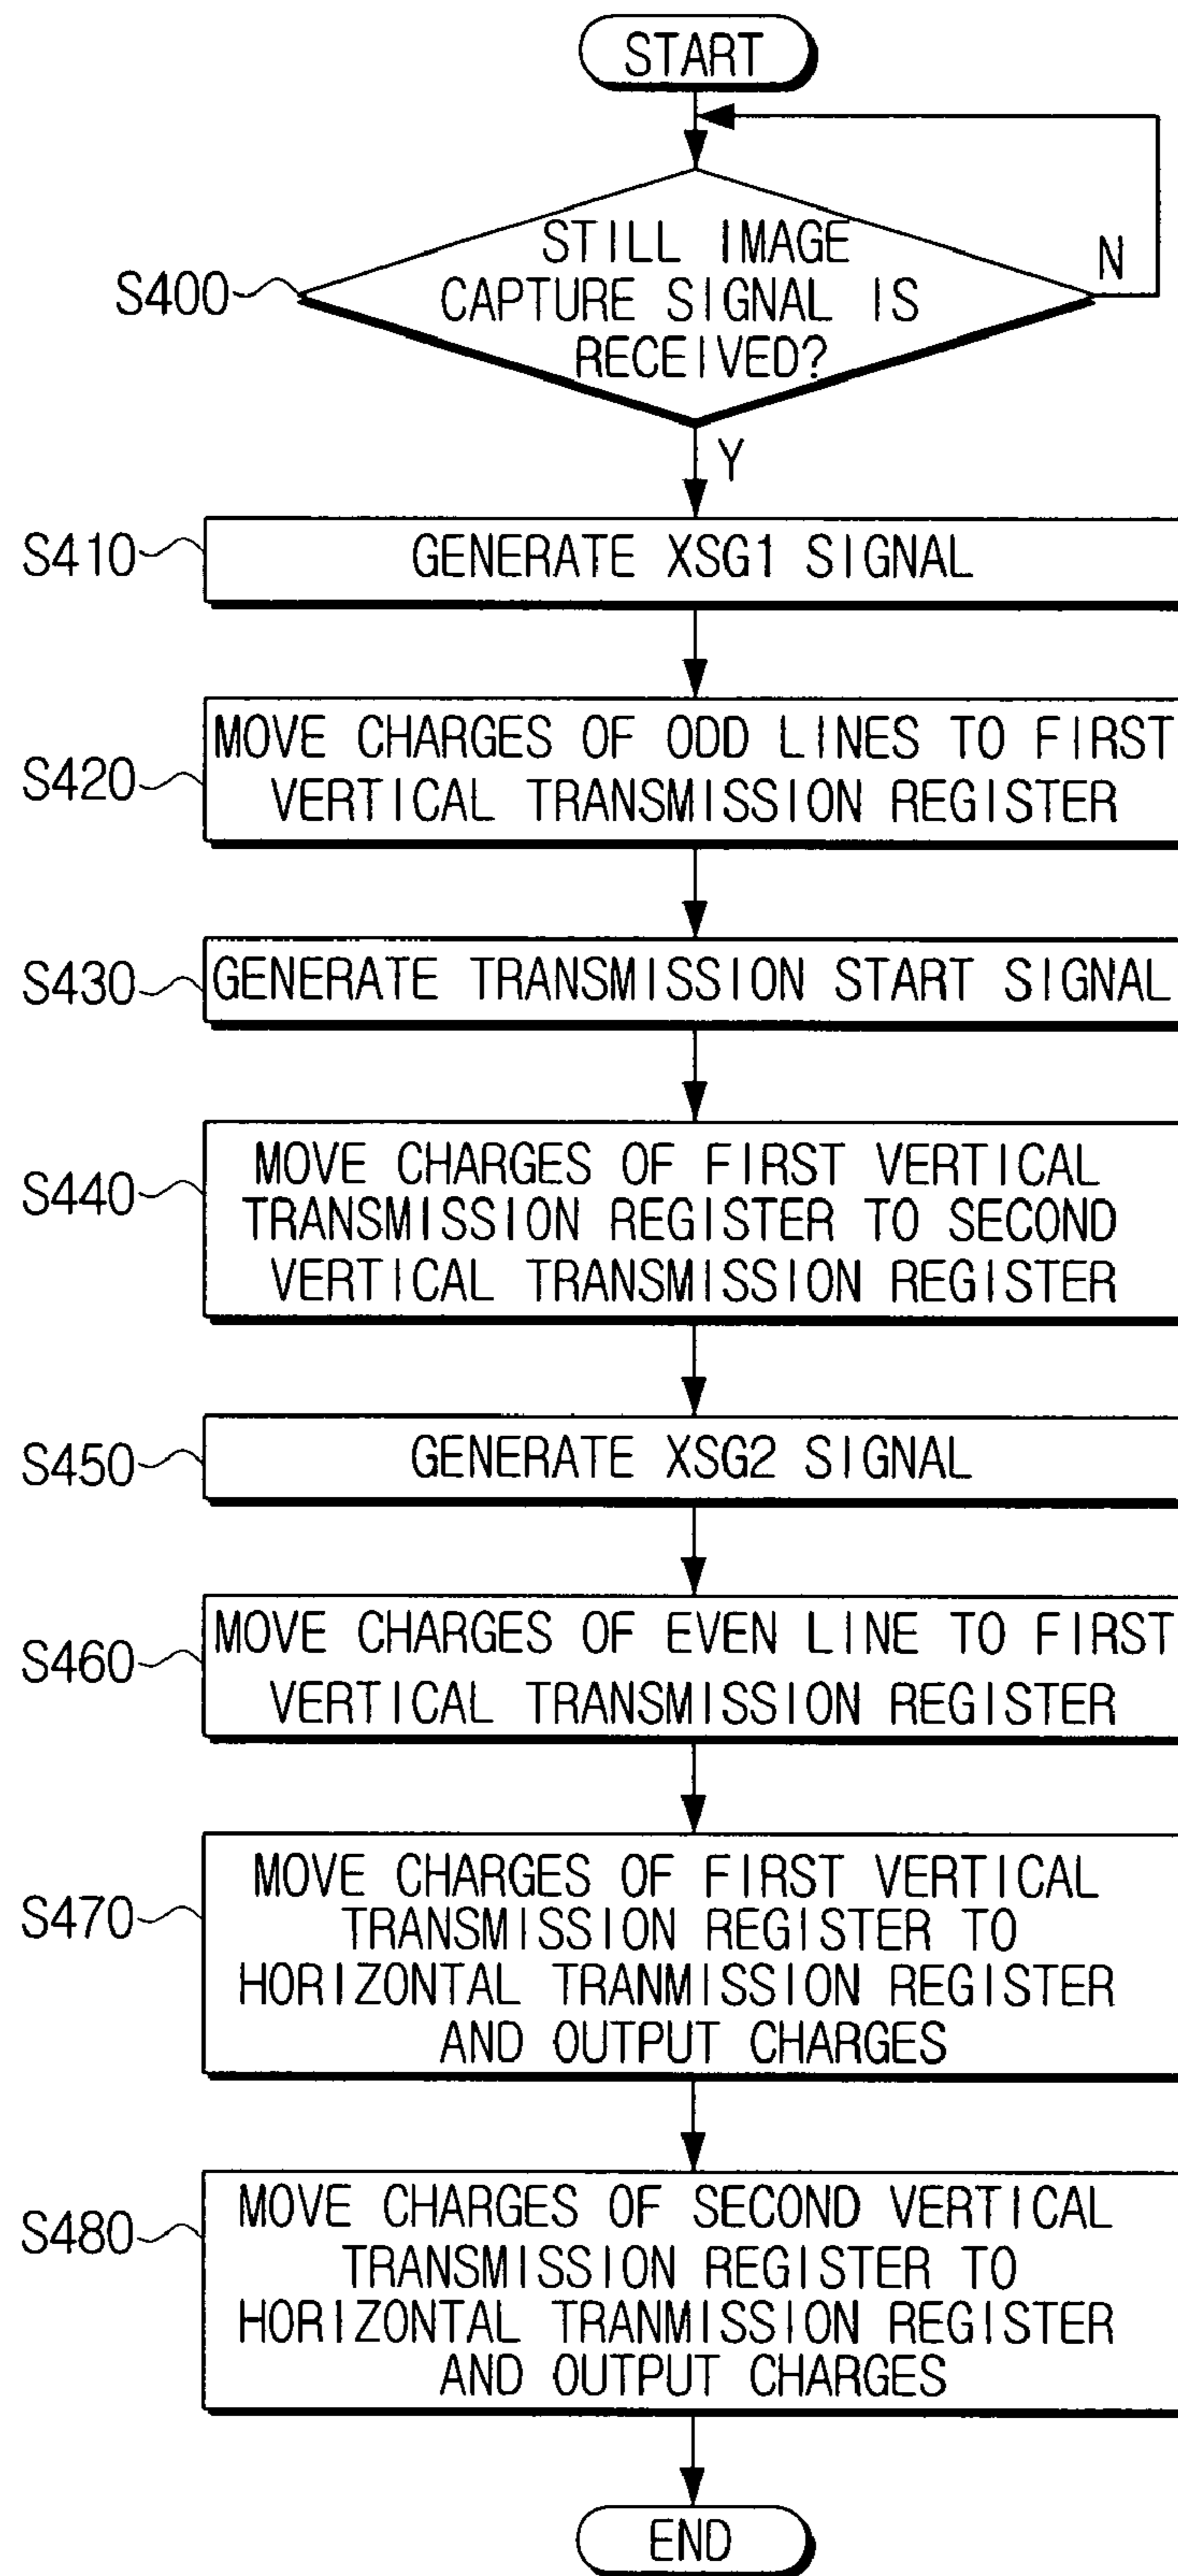 START
STILL IMAGE
CAPTURE SIGNAL IS
RECEIVED?
N
S400
Y
S410
GENERATE XSG1 SIGNAL
S420
MOVE CHARGES OF ODD LINES TO FIRST
VERTICAL TRANSMISSION REGISTER
S430
GENERATE TRANSMISSION START SIGNAL
S440
MOVE CHARGES OF FIRST VERTICAL
TRANSMISSION REGISTER TO SECOND
VERTICAL TRANSMISSION REGISTER
S450
GENERATE XSG2 SIGNAL
S460
MOVE CHARGES OF EVEN LINE TO FIRST
VERTICAL TRANSMISSION REGISTER
S470
MOVE CHARGES OF FIRST VERTICAL
TRANSMISSION REGISTER TO
HORIZONTAL TRANMISSION REGISTER
AND OUTPUT CHARGES
S480
MOVE CHARGES OF SECOND VERTICAL
TRANSMISSION REGISTER TO
HORIZONTAL TRANMISSION REGISTER
AND OUTPUT CHARGES
END